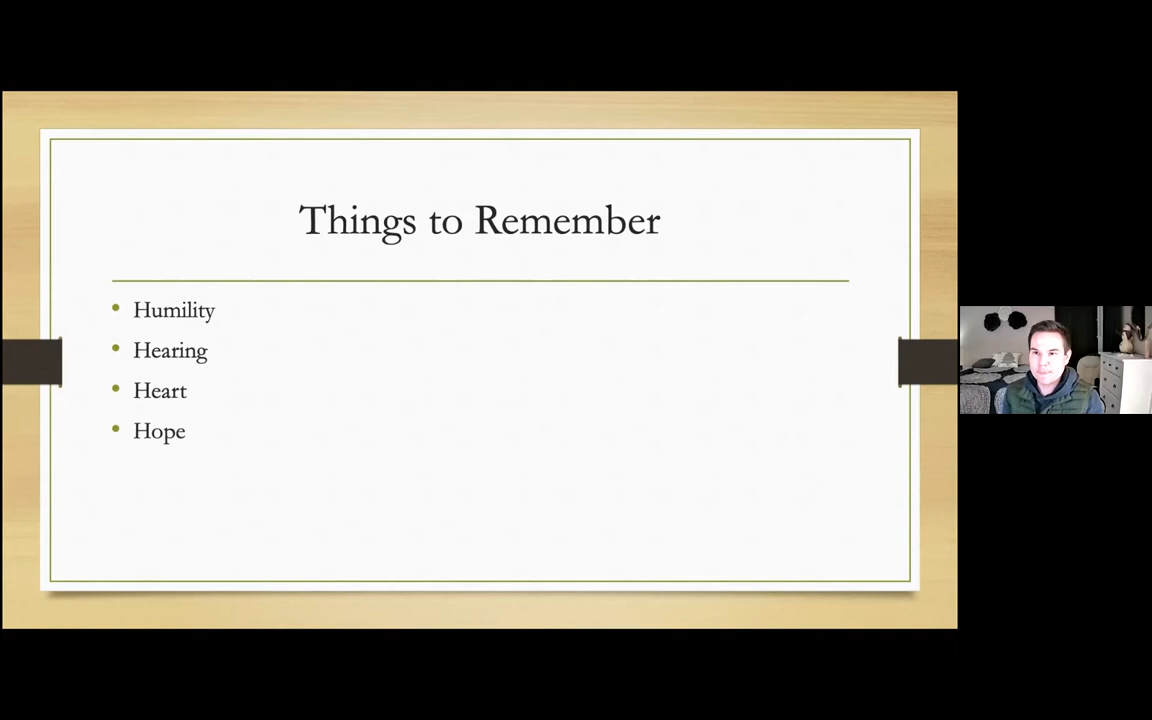 Things to Remember
• Humility
• Hearing
• Heart
• Hope